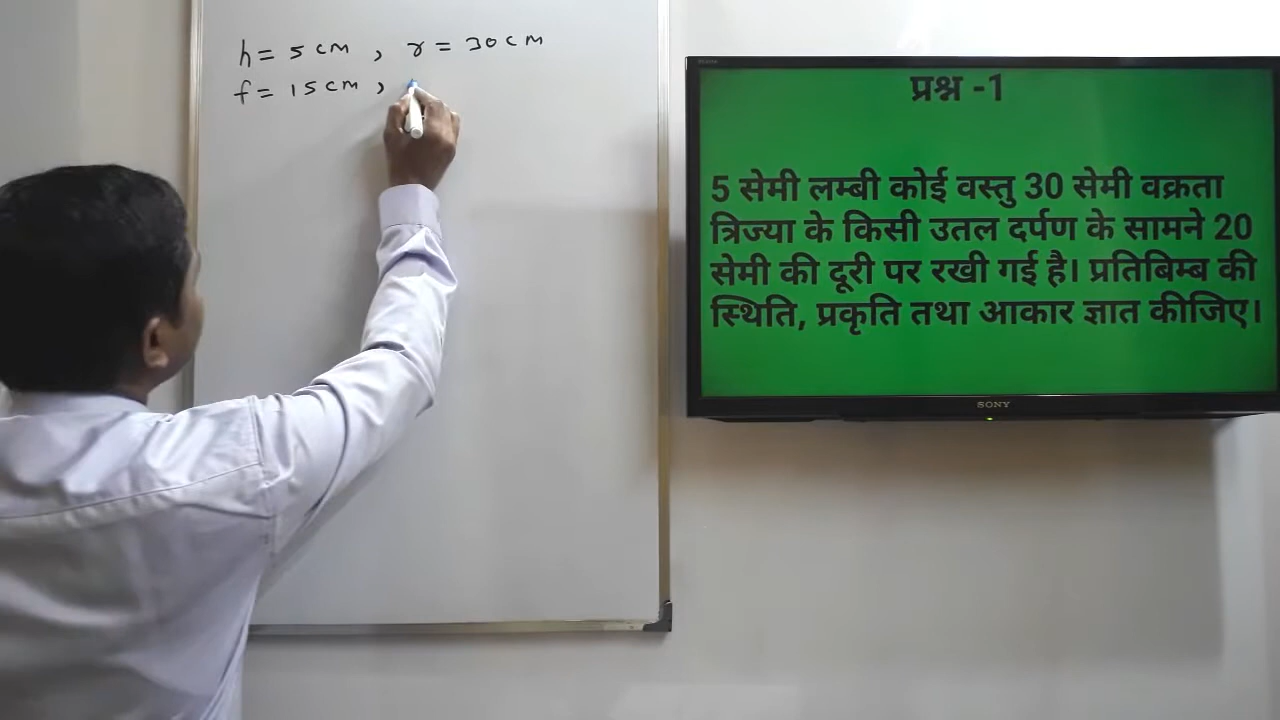 h = 5 cm , r = 30 cm
f = 15 cm ,
प्रश्न -1
5 सेमी लम्बी कोई वस्तु 30 सेमी वक्रता
त्रिज्या के किसी उतल दर्पण के सामने 20
सेमी की दूरी पर रखी गई है। प्रतिबिम्ब की
स्थिति, प्रकृति तथा आकार ज्ञात कीजिए।
SONY